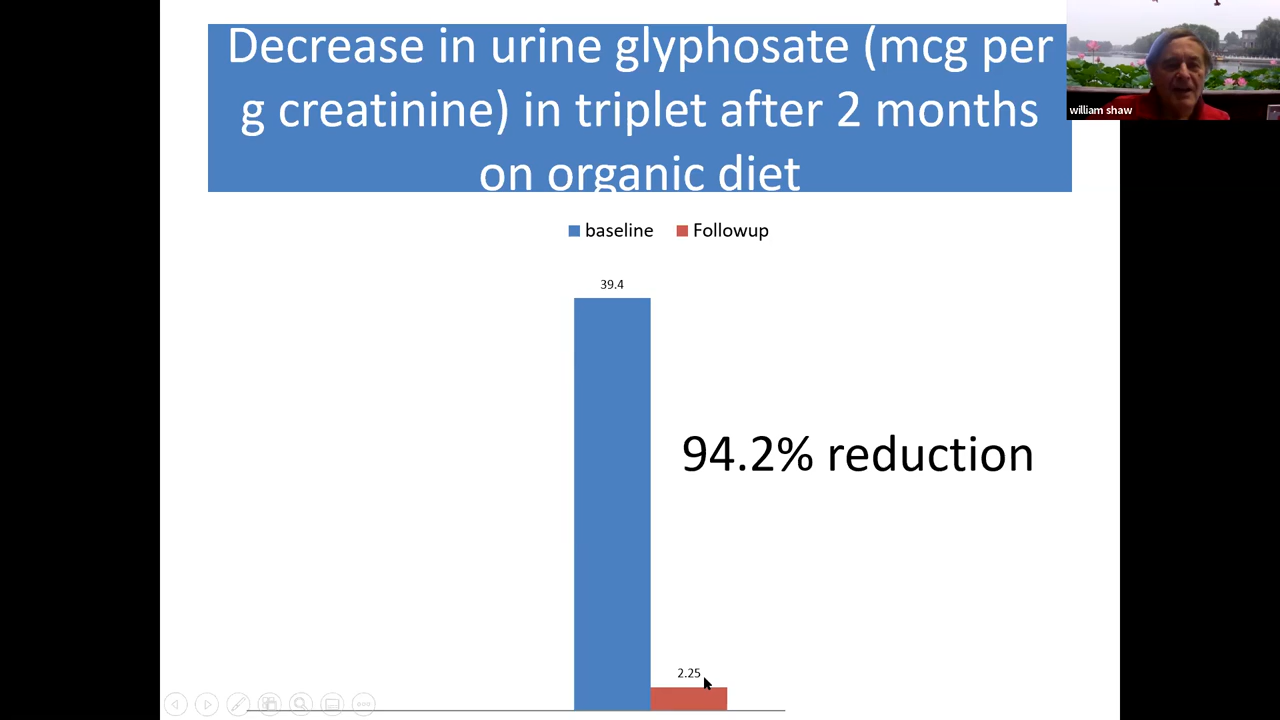 Decrease in urine glyphosate (mcg per
g creatinine) in triplet after 2 months
on organic diet
william shaw
baseline Followup
39.4
94.2% reduction
2.25